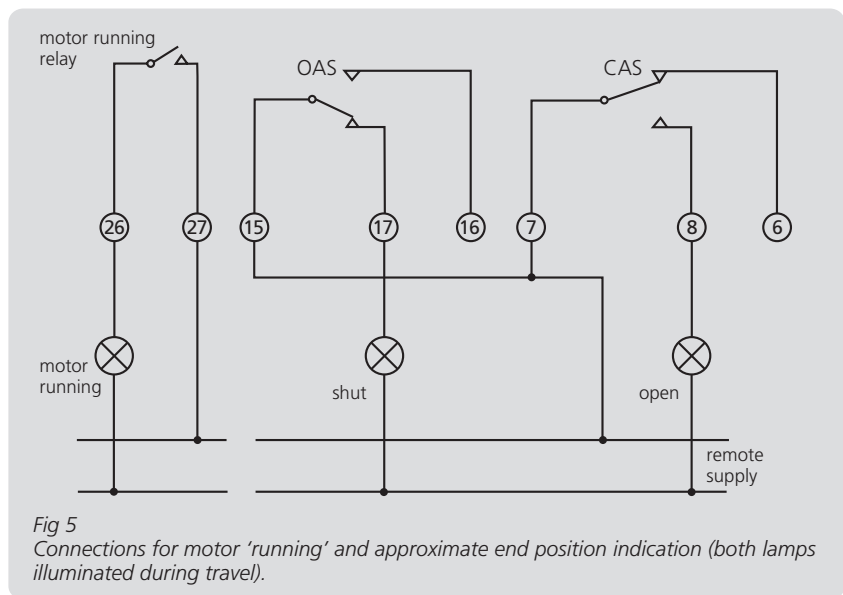 motor running
relay
OAS
CAS
26
27
15
17
16
7
8
6
motor
running
shut
open
remote
supply
Fig 5
Connections for motor ‘running’ and approximate end position indication (both lamps
illuminated during travel).